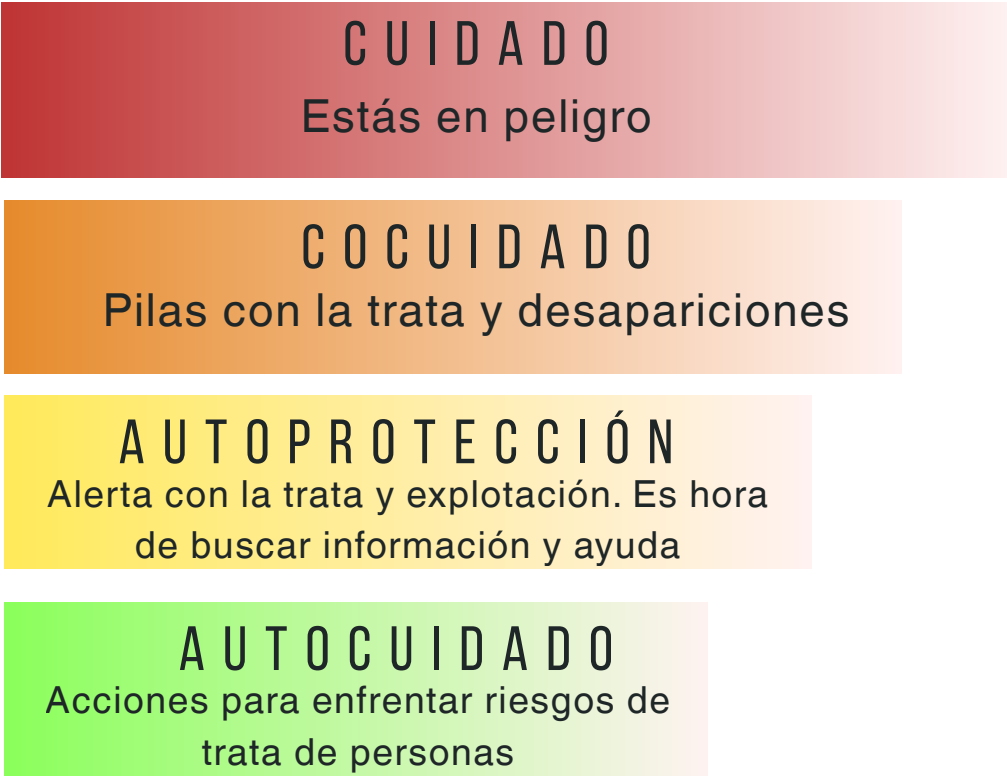 CUIDADO
Estás en peligro
COCUIDADO
Pilas con la trata y desapariciones
AUTOPROTECCIÓN
Alerta con la trata y explotación. Es hora
de buscar información y ayuda
AUTOCUIDADO
Acciones para enfrentar riesgos de
trata de personas